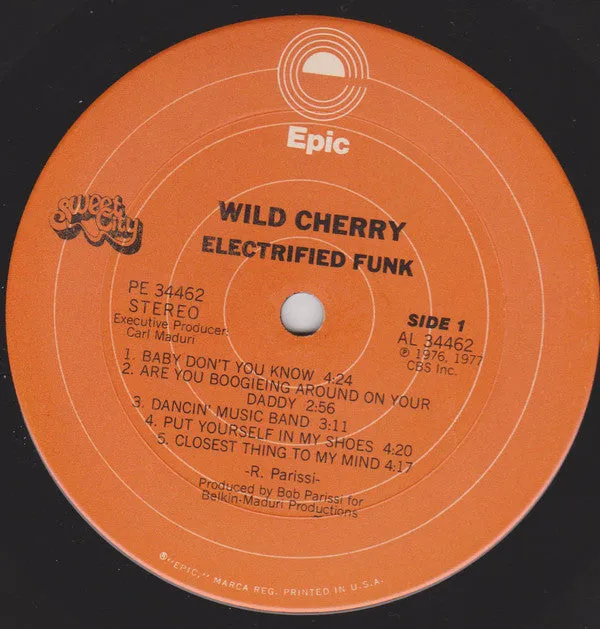 Epic
Sweet
City
WILD CHERRY
ELECTRIFIED FUNK
PE 34462
STEREO
Executive Producer:
Carl Maduri
SIDE 1
AL 34462
℗ 1976, 1977
CBS Inc.
1. BABY DON'T YOU KNOW 4:24
2. ARE YOU BOOGIEING AROUND ON YOUR
DADDY 2:56
3. DANCIN' MUSIC BAND 3:11
4. PUT YOURSELF IN MY SHOES 4:20
5. CLOSEST THING TO MY MIND 4:17
-R. Parissi-
Produced by Bob Parissi for
Belkin-Maduri Productions
®"EPIC," MARCA REG. PRINTED IN U.S.A.